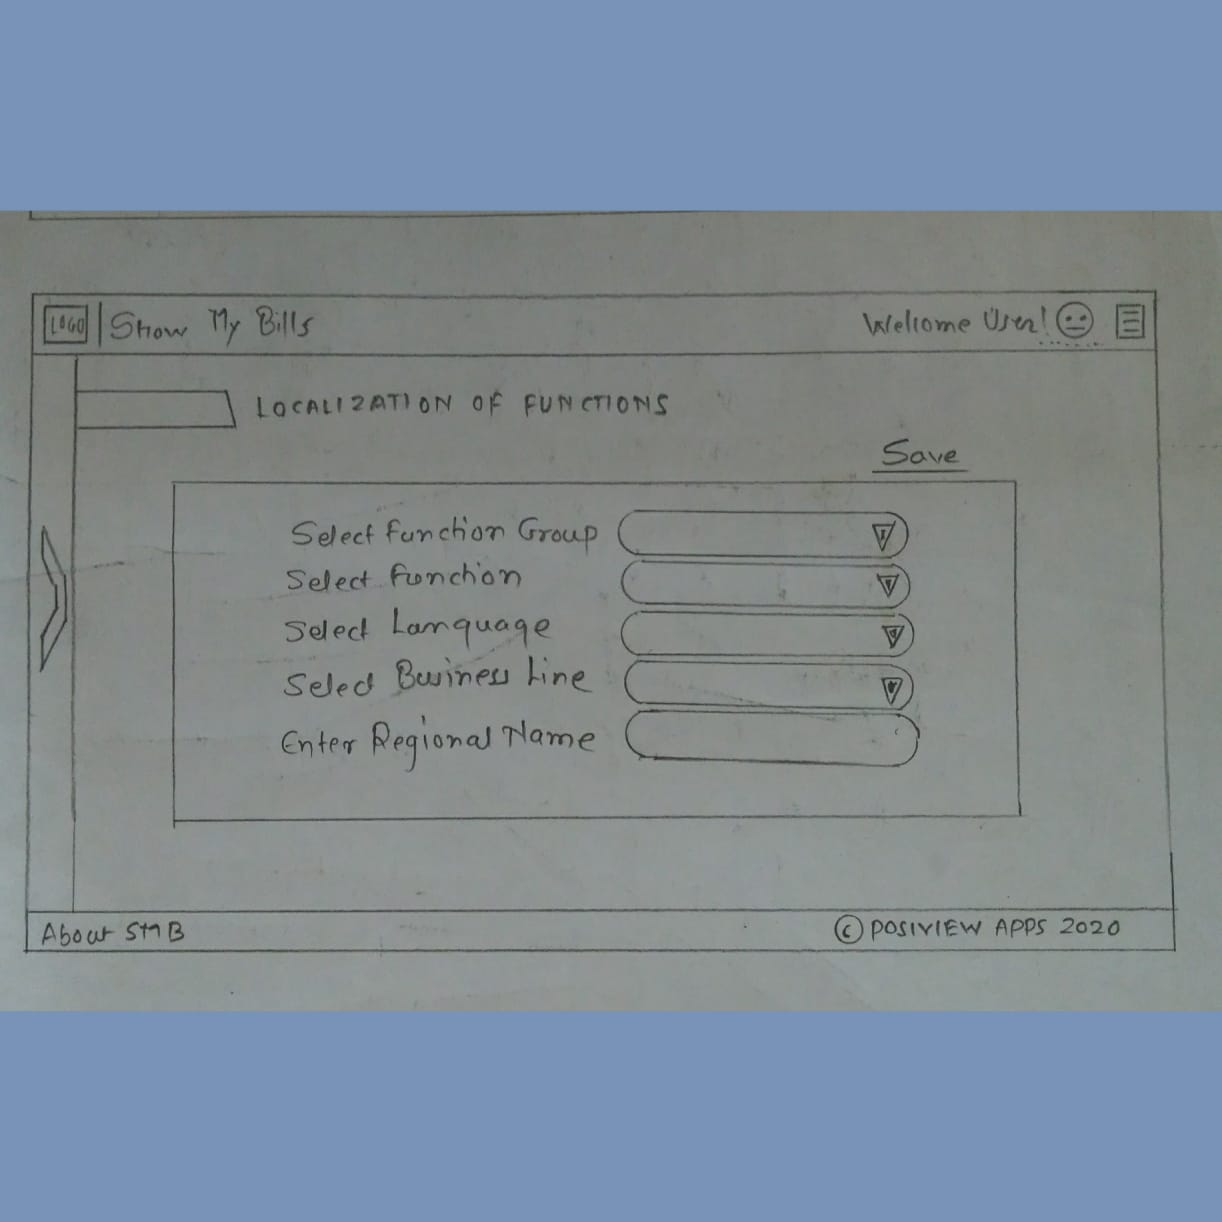 LOGO Show My Bills Welcome User!
LOCALIZATION OF FUNCTIONS
Save
Select Function Group
Select Function
Select Language
Select Business Line
Enter Regional Name
About SMB © POSIVIEW APPS 2020